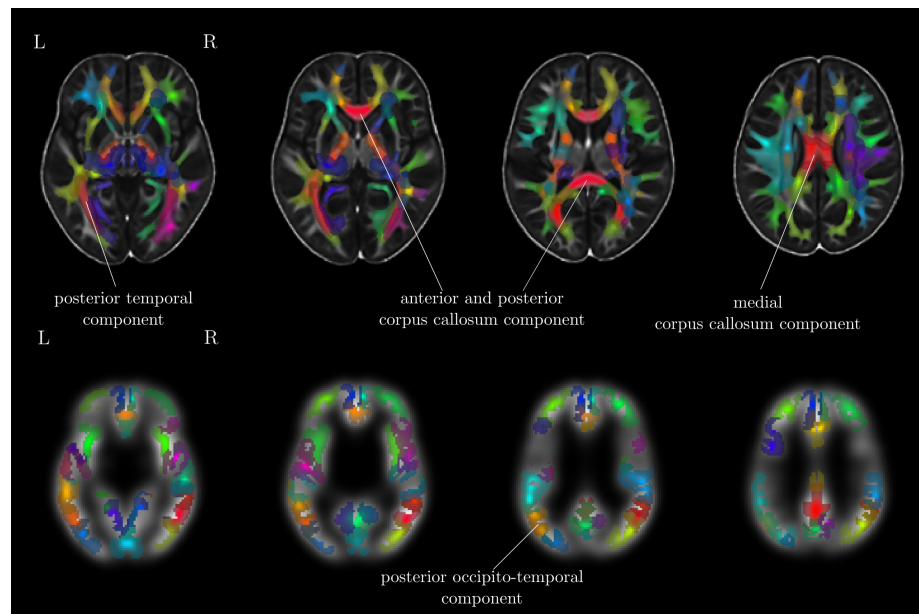 L R
posterior temporal
component
anterior and posterior
corpus callosum component
medial
corpus callosum component
L R
posterior occipito-temporal
component